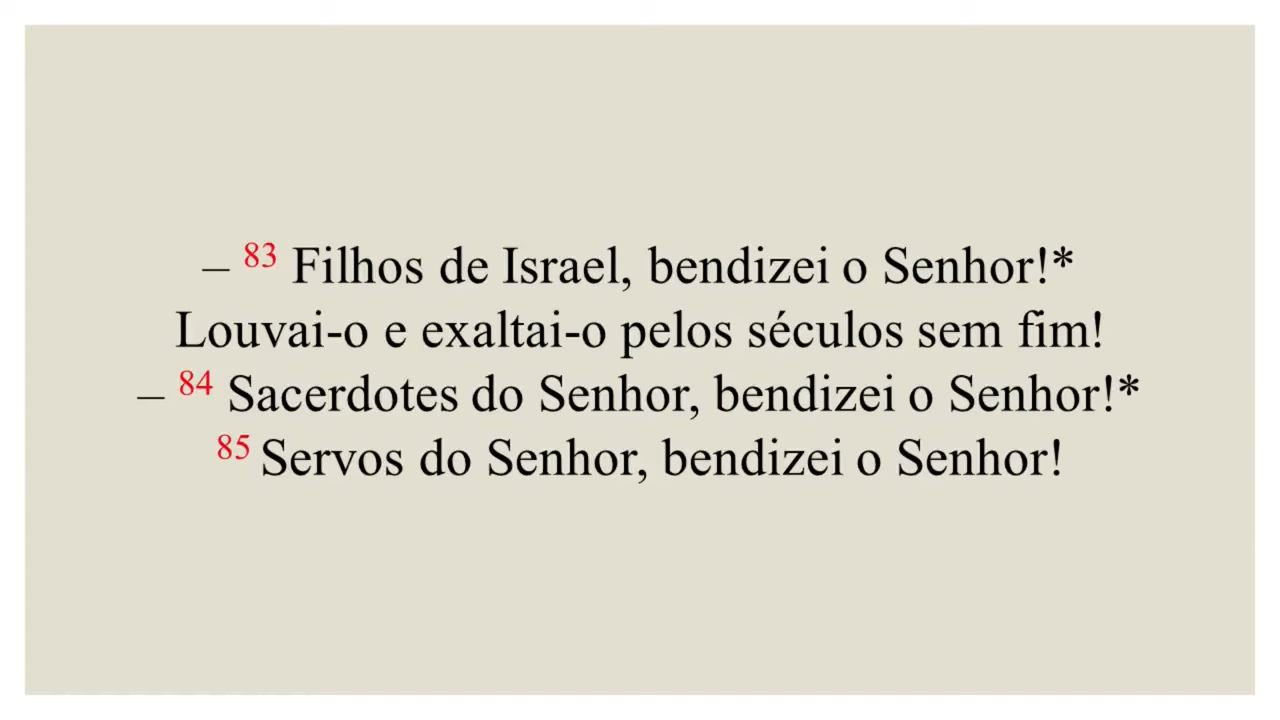 – 83 Filhos de Israel, bendizei o Senhor!*
Louvai-o e exaltai-o pelos séculos sem fim!
– 84 Sacerdotes do Senhor, bendizei o Senhor!*
85 Servos do Senhor, bendizei o Senhor!